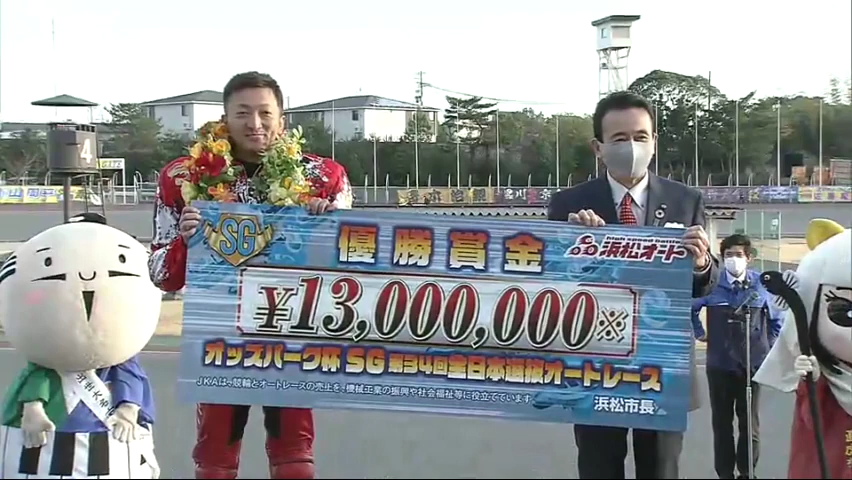 4
SG
優勝賞金
浜松オート
¥13,000,000※
オッズパーク杯 SG 第34回全日本選抜オートレース
JKAは、競輪とオートレースの売上を、機械工業の振興や社会福祉等に役立てています。
浜松市長